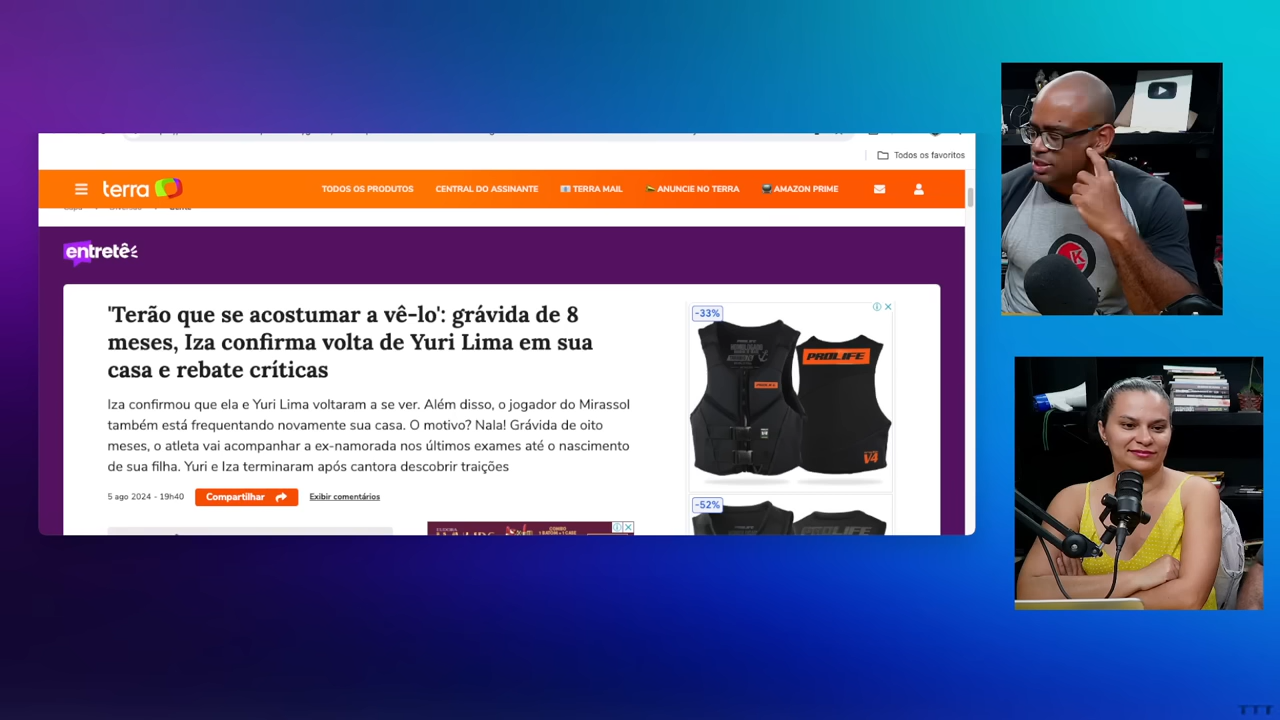 Todos os favoritos
terra
TODOS OS PRODUTOS
CENTRAL DO ASSINANTE
TERRA MAIL
ANUNCIE NO TERRA
AMAZON PRIME
entretê
'Terão que se acostumar a vê-lo': grávida de 8
meses, Iza confirma volta de Yuri Lima em sua
casa e rebate críticas
Iza confirmou que ela e Yuri Lima voltaram a se ver. Além disso, o jogador do Mirassol
também está frequentando novamente sua casa. O motivo? Nala! Grávida de oito
meses, o atleta vai acompanhar a ex-namorada nos últimos exames até o nascimento
de sua filha. Yuri e Iza terminaram após cantora descobrir traições
5 ago 2024 - 19h40
Compartilhar
Exibir comentários
-33%
PROLIFE
PROLIFE
V4
-52%
PROLIFE
K
TTT